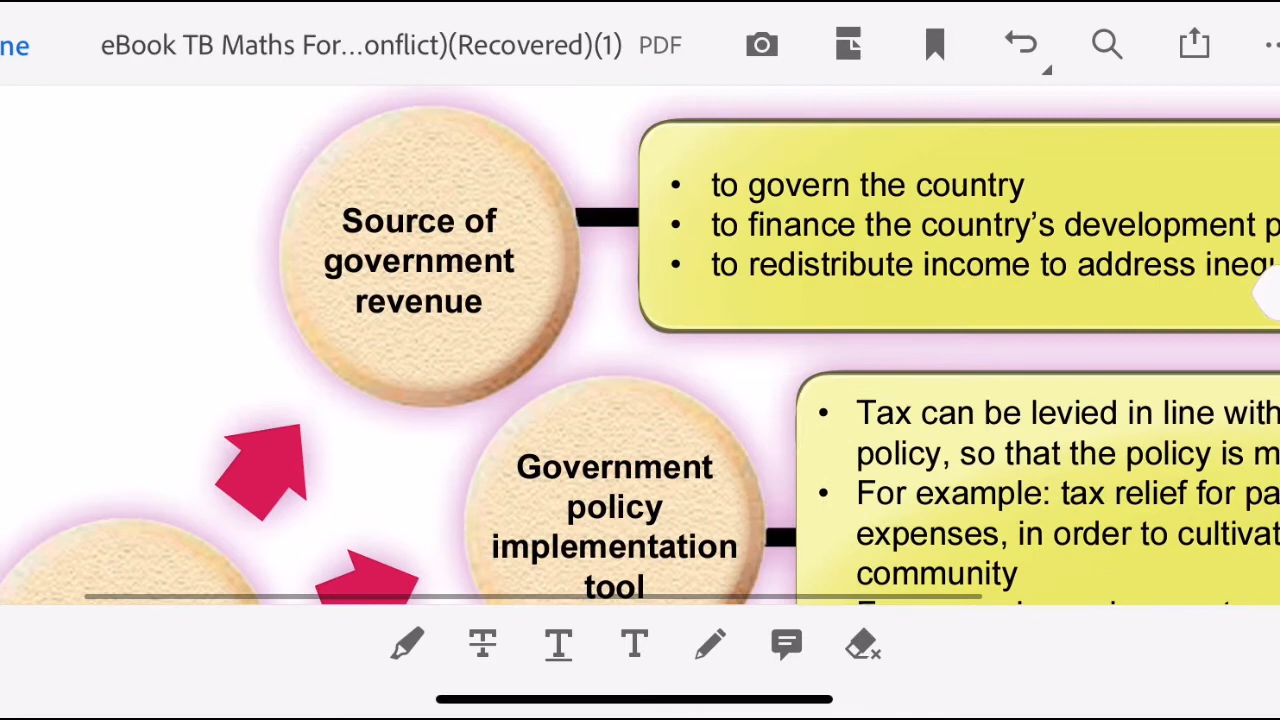 ne
eBook TB Maths For...onflict)(Recovered)(1) PDF
Source of
government
revenue
• to govern the country
• to finance the country's development p
• to redistribute income to address inequ
Government
policy
implementation
tool
• Tax can be levied in line with
policy, so that the policy is m
• For example: tax relief for pa
expenses, in order to cultivat
community